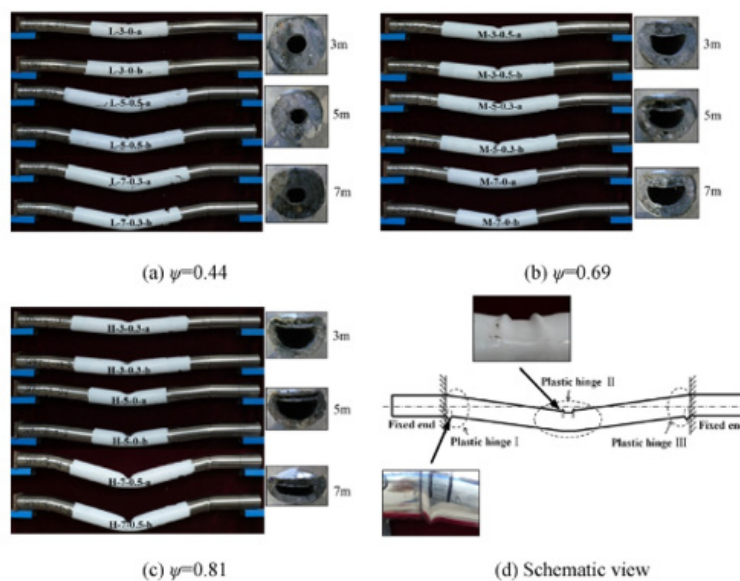 L-3-0-a
3m
L-3-0-b
L-5-0.5-a
5m
L-5-0.5-b
L-7-0.3-a
7m
L-7-0.3-b
(a) ψ=0.44
M-3-0.5-a
3m
M-3-0.5-b
M-5-0.3-a
5m
M-5-0.3-b
M-7-0-a
7m
M-7-0-b
(b) ψ=0.69
H-3-0.3-a
3m
H-3-0.3-b
H-5-0-a
5m
H-5-0-b
H-7-0.5-a
7m
H-7-0.5-b
(c) ψ=0.81
Plastic hinge II
Fixed end
Plastic hinge I
Plastic hinge III
Fixed end
(d) Schematic view